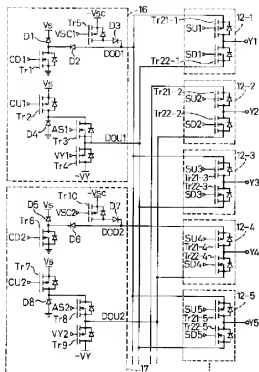 Vs
Vsc
16
Tr5
D3
D1
VSC1
CD1
D2
DOD1
Tr1
Vs
CU1
Tr2
AS1
D4
Tr3
DOU1
VY1
Tr4
-VY
Vsc
Vs
Tr10
D5
VSC2
D7
Tr6
CD2
D6
DOD2
Vs
Tr7
CU2
AS2
D8
Tr8
DOU2
VY2
Tr9
-VY
17
Tr21-1
12-1
SU1
Y1
SD1
Tr22-1
Tr21-2
12-2
SU2
Y2
Tr22-2
SD2
12-3
SU3
Tr21-3
Y3
Tr22-3
SD3
12-4
SU4
Tr21-4
Y4
Tr22-4
SD4
12-5
SU5
Tr21-5
Y5
Tr22-5
SD5